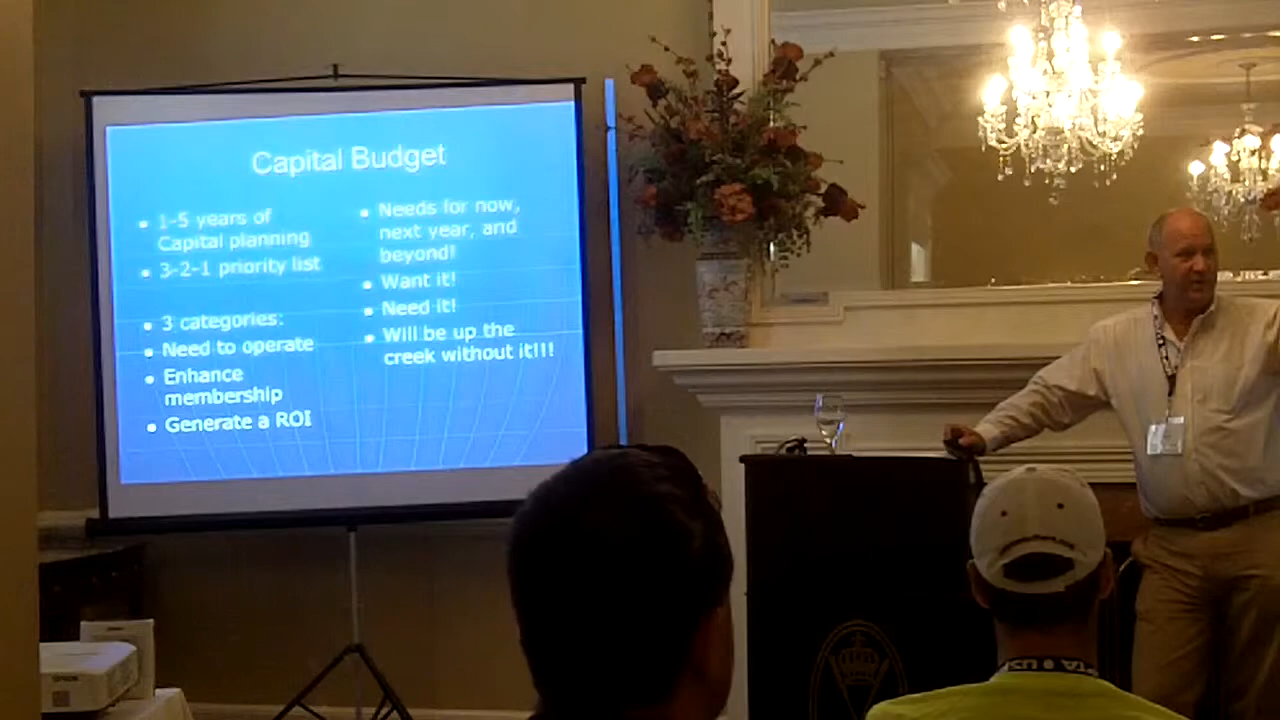 Capital Budget
1-5 years of
Capital planning
3-2-1 priority list
3 categories:
Need to operate
Enhance
membership
Generate a ROI
Needs for now,
next year, and
beyond!
Want it!
Need it!
Will be up the
creek without it!!!
EPSON